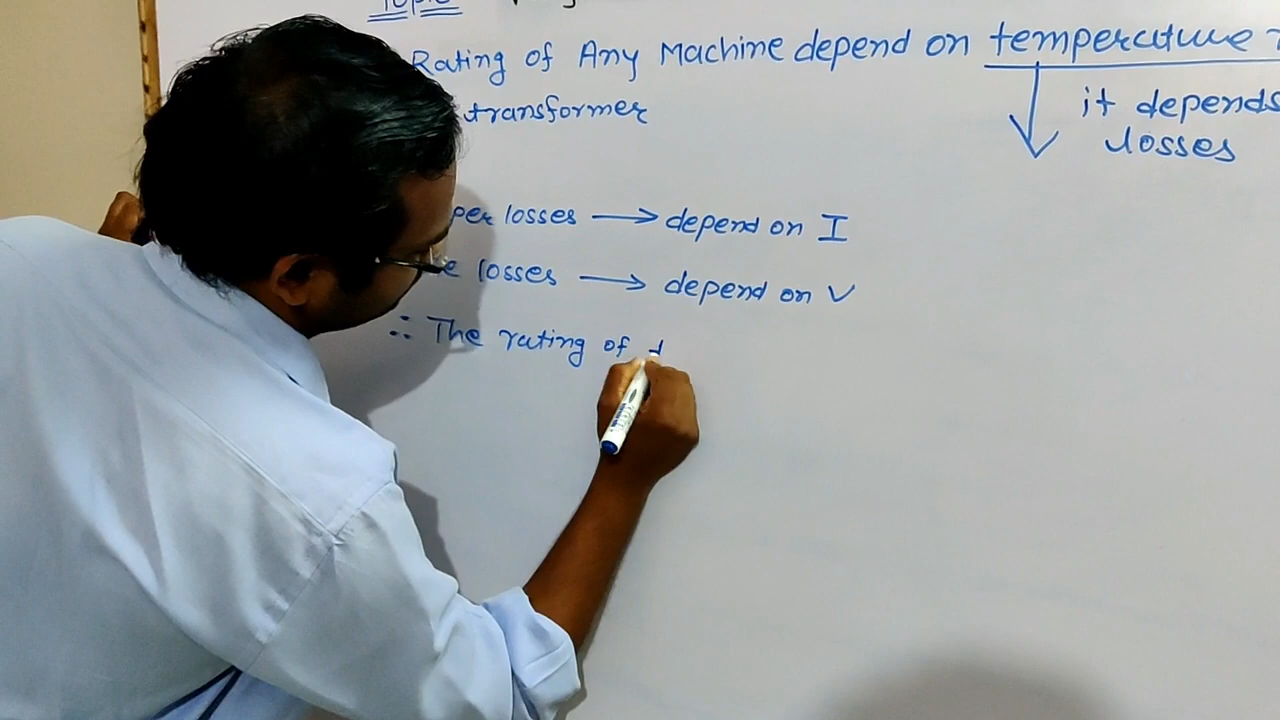 Topic
Rating of Any Machine depend on temperature
it depends
losses
transformer
per losses → depend on I
e losses → depend on V
∴ The rating of